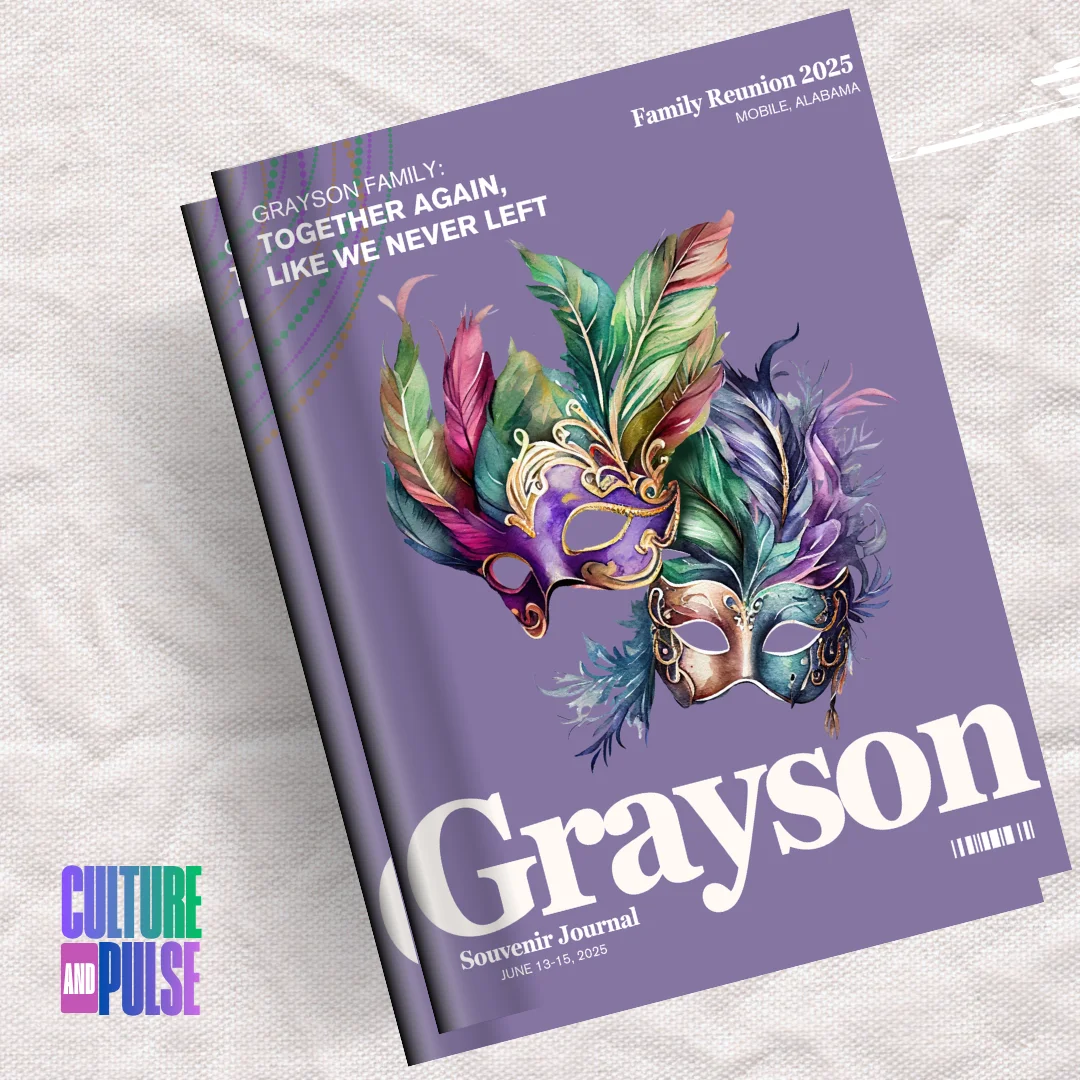 Family Reunion 2025
MOBILE, ALABAMA
GRAYSON FAMILY:
TOGETHER AGAIN,
LIKE WE NEVER LEFT
Grayson
Souvenir Journal
JUNE 13-15, 2025
CULTURE
AND PULSE